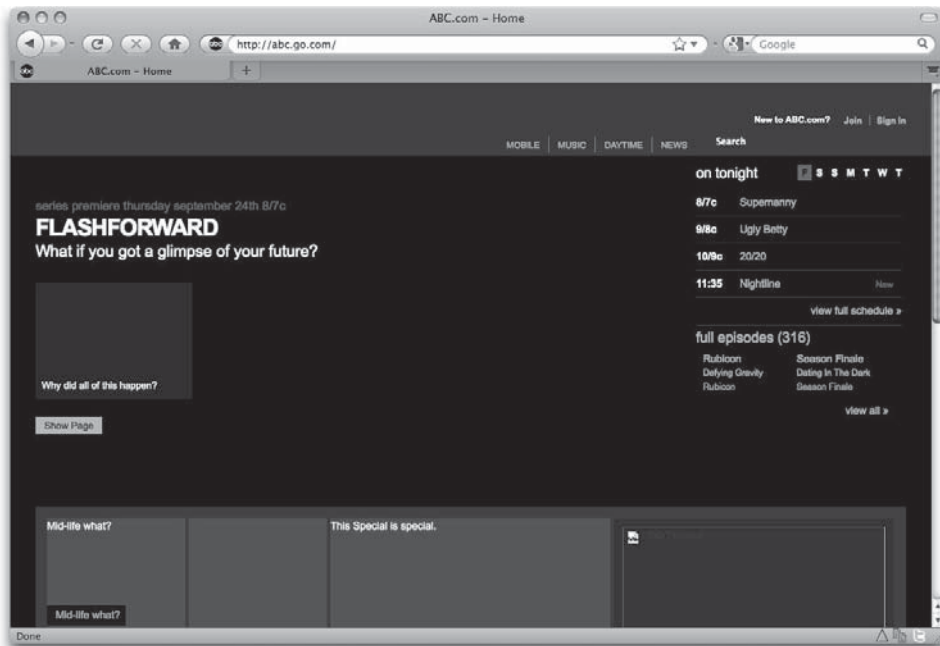 ABC.com – Home
http://abc.go.com/
Google
ABC.com – Home
+
New to ABC.com? Join | Sign In
MOBILE | MUSIC | DAYTIME | NEWS Search
on tonight F S S M T W T
8/7c Supernanny
9/8c Ugly Betty
10/9c 20/20
11:35 Nightline New
view full schedule »
full episodes (316)
Rubicon Season Finale
Defying Gravity Dating In The Dark
Rubicon Season Finale
view all »
series premiere thursday september 24th 8/7c
FLASHFORWARD
What if you got a glimpse of your future?
Why did all of this happen?
Show Page
Mid-life what?
This Special is special.
Mid-life what?
Done